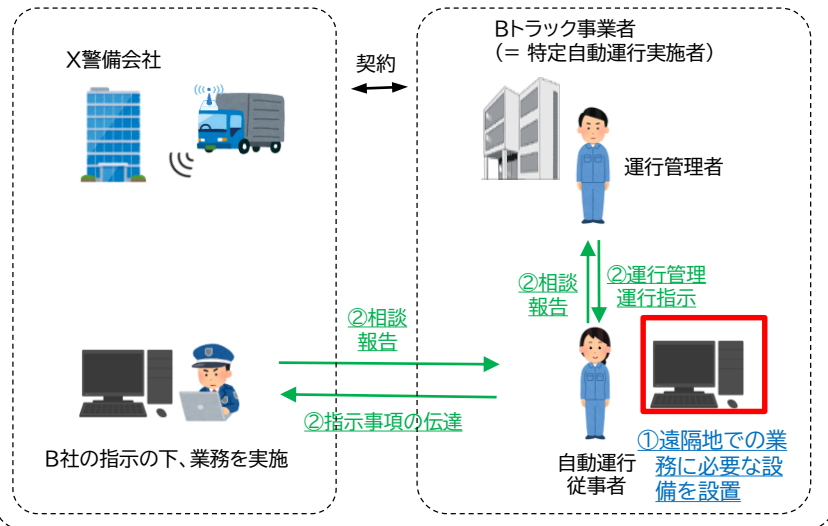 X警備会社
契約
Bトラック事業者
(= 特定自動運行実施者)
運行管理者
②相談
報告
②運行管理
運行指示
②相談
報告
②指示事項の伝達
B社の指示の下、業務を実施
自動運行
従事者
①遠隔地での業
務に必要な設
備を設置